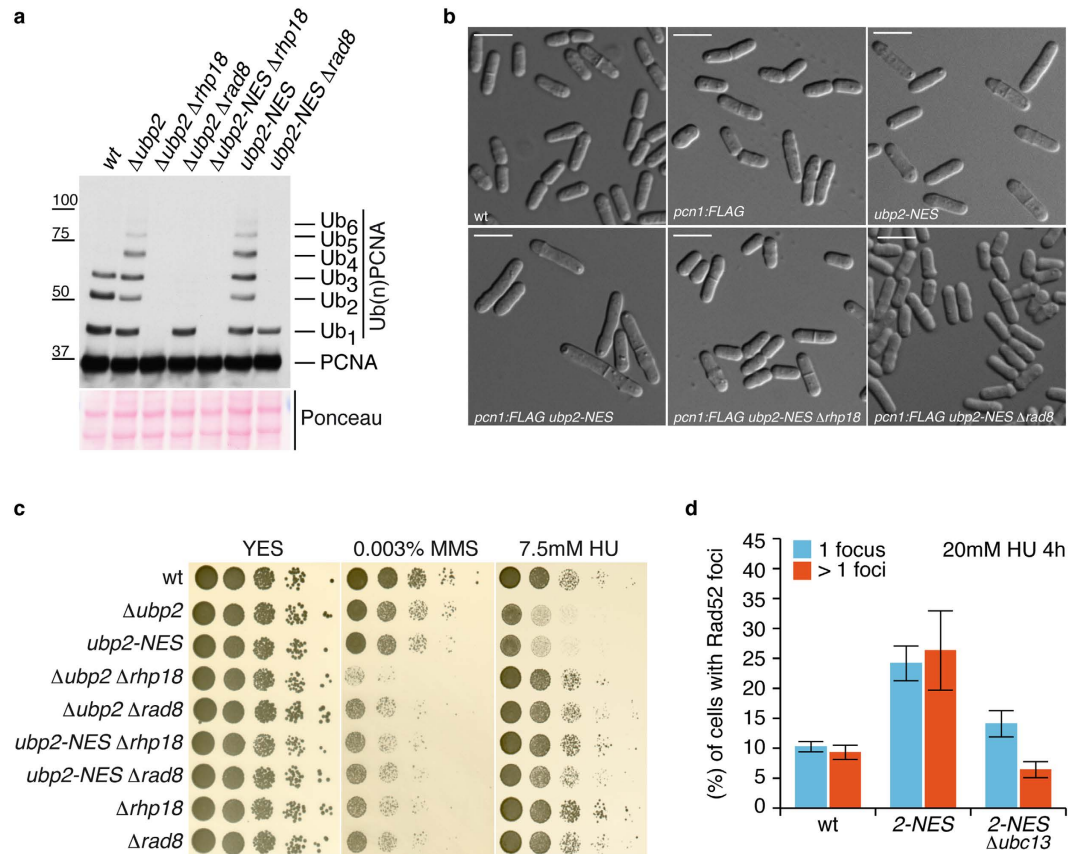 a
wt
Δubp2
Δubp2 Δrhp18
Δubp2 Δrad8
Δubp2-NES Δrhp18
ubp2-NES
ubp2-NES Δrad8
100
75
50
37
Ub6
Ub5
Ub4
Ub3
Ub2
Ub1
Ub(n)PCNA
PCNA
Ponceau
b
wt
pcn1:FLAG
ubp2-NES
pcn1:FLAG ubp2-NES
pcn1:FLAG ubp2-NES Δrhp18
pcn1:FLAG ubp2-NES Δrad8
c
YES 0.003% MMS 7.5mM HU
wt
Δubp2
ubp2-NES
Δubp2 Δrhp18
Δubp2 Δrad8
ubp2-NES Δrhp18
ubp2-NES Δrad8
Δrhp18
Δrad8
d
(%) of cells with Rad52 foci
45
40
35
30
25
20
15
10
5
0
1 focus
> 1 foci
20mM HU 4h
wt
2-NES
2-NES
Δubc13